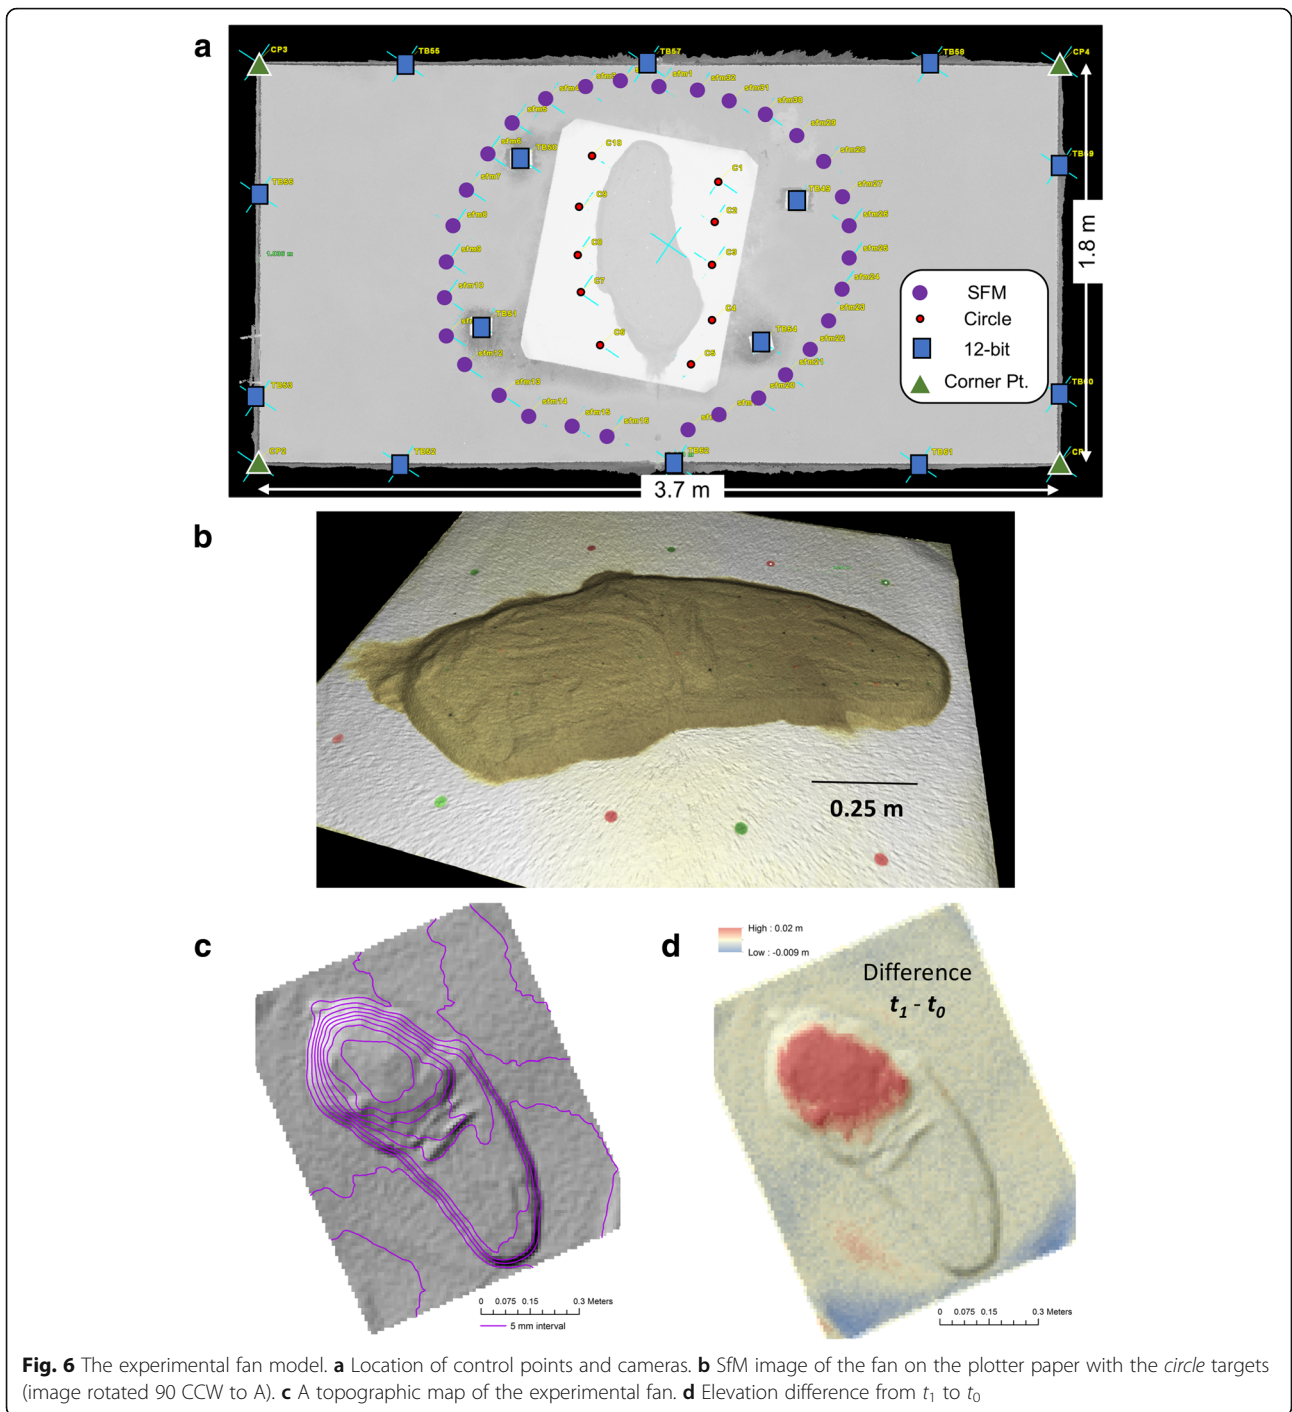 a
CP3
TB55
TB57
TB58
CP4
sfm1
sfm32
sfm31
sfm30
sfm29
sfm28
sfm27
sfm26
sfm25
sfm24
sfm23
sfm22
sfm21
sfm20
sfm5
sfm6
sfm7
sfm8
sfm9
sfm10
sfm12
sfm13
sfm14
sfm15
sfm16
TB50
TB49
TB59
TB56
TB51
TB54
TB53
TB60
C10
C9
C8
C7
C6
C1
C2
C3
C4
C5
1.8 m
SFM
Circle
12-bit
Corner Pt.
CP2
TB52
TB62
TB61
3.7 m
b
0.25 m
c
0 0.075 0.15 0.3 Meters
5 mm interval
d
High : 0.02 m
Low : -0.009 m
Difference
t1 - t0
0 0.075 0.15 0.3 Meters
Fig. 6 The experimental fan model. a Location of control points and cameras. b SfM image of the fan on the plotter paper with the circle targets
(image rotated 90 CCW to A). c A topographic map of the experimental fan. d Elevation difference from t1 to t0